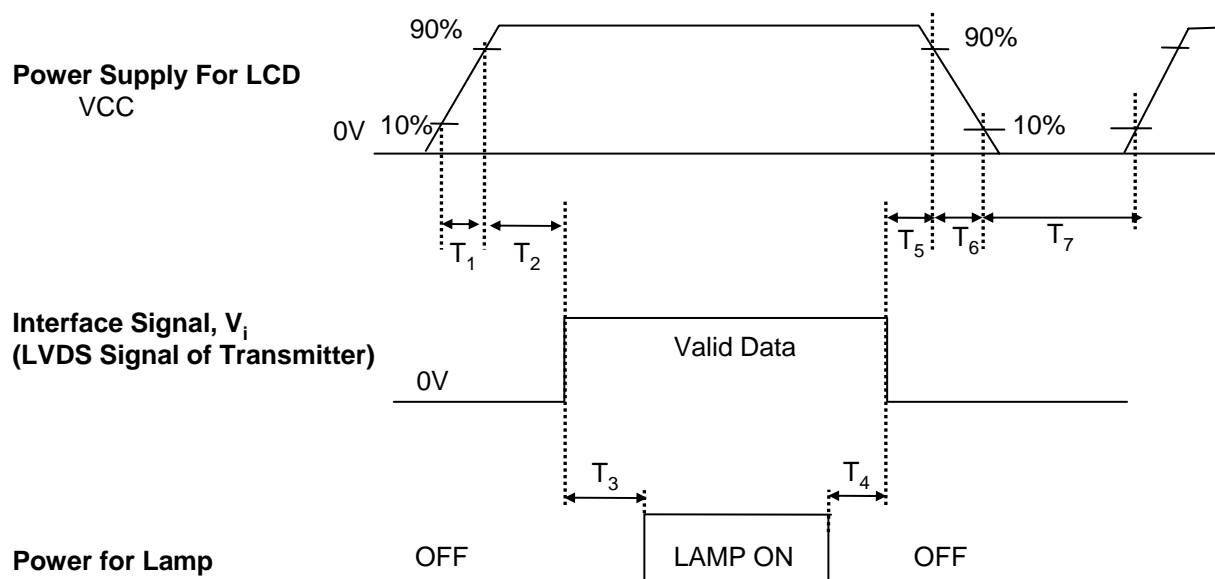 90%
90%
Power Supply For LCD
VCC
0V
10%
10%
T1
T2
T5
T6
T7
Interface Signal, Vi
(LVDS Signal of Transmitter)
Valid Data
0V
T3
T4
Power for Lamp
OFF
LAMP ON
OFF